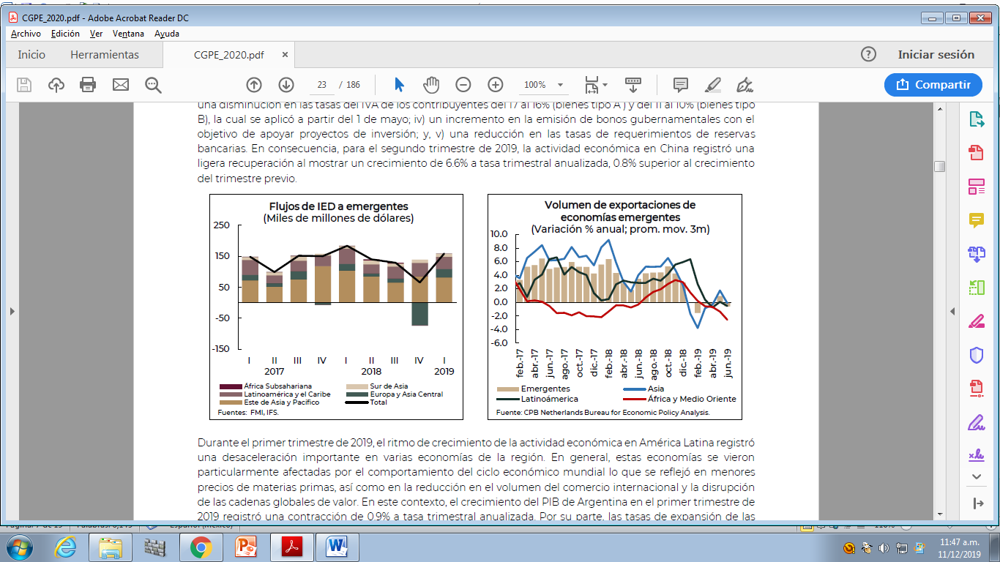 CGPE_2020.pdf - Adobe Acrobat Reader DC
Archivo Edición Ver Ventana Ayuda
Inicio Herramientas CGPE_2020.pdf × Iniciar sesión
23 / 186 100% Compartir
una disminución en las tasas del IVA de los contribuyentes del 17 al 16% (bienes tipo A ) y del 11 al 10% (bienes tipo
B), la cual se aplicó a partir del 1 de mayo; iv) un incremento en la emisión de bonos gubernamentales con el
objetivo de apoyar proyectos de inversión; y, v) una reducción en las tasas de requerimientos de reservas
bancarias. En consecuencia, para el segundo trimestre de 2019, la actividad económica en China registró una
ligera recuperación al mostrar un crecimiento de 6.6% a tasa trimestral anualizada, 0.8% superior al crecimiento
del trimestre previo.
Flujos de IED a emergentes
(Miles de millones de dólares)
250
150
50
-50
-150
I II III IV I II III IV I
2017 2018 2019
África Subsahariana Sur de Asia
Latinoamérica y el Caribe Europa y Asia Central
Este de Asia y Pacífico Total
Fuentes: FMI, IFS.
Volumen de exportaciones de
economías emergentes
(Variación % anual; prom. mov. 3m)
10.0
8.0
6.0
4.0
2.0
0.0
-2.0
-4.0
-6.0
feb.-17 abr.-17 jun.-17 ago.-17 oct.-17 dic.-17 feb.-18 abr.-18 jun.-18 ago.-18 oct.-18 dic.-18 feb.-19 abr.-19 jun.-19
Emergentes Asia
Latinoámerica África y Medio Oriente
Fuente: CPB Netherlands Bureau for Economic Policy Analysis.
Durante el primer trimestre de 2019, el ritmo de crecimiento de la actividad económica en América Latina registró
una desaceleración importante en varias economías de la región. En general, estas economías se vieron
particularmente afectadas por el comportamiento del ciclo económico mundial lo que se reflejó en menores
precios de materias primas, así como en la reducción en el volumen del comercio internacional y la disrupción
de las cadenas globales de valor. En este contexto, el crecimiento del PIB de Argentina en el primer trimestre de
2019 registró una contracción de 0.9% a tasa trimestral anualizada. Por su parte, las tasas de expansión de las
11:47 a.m.
11/12/2019